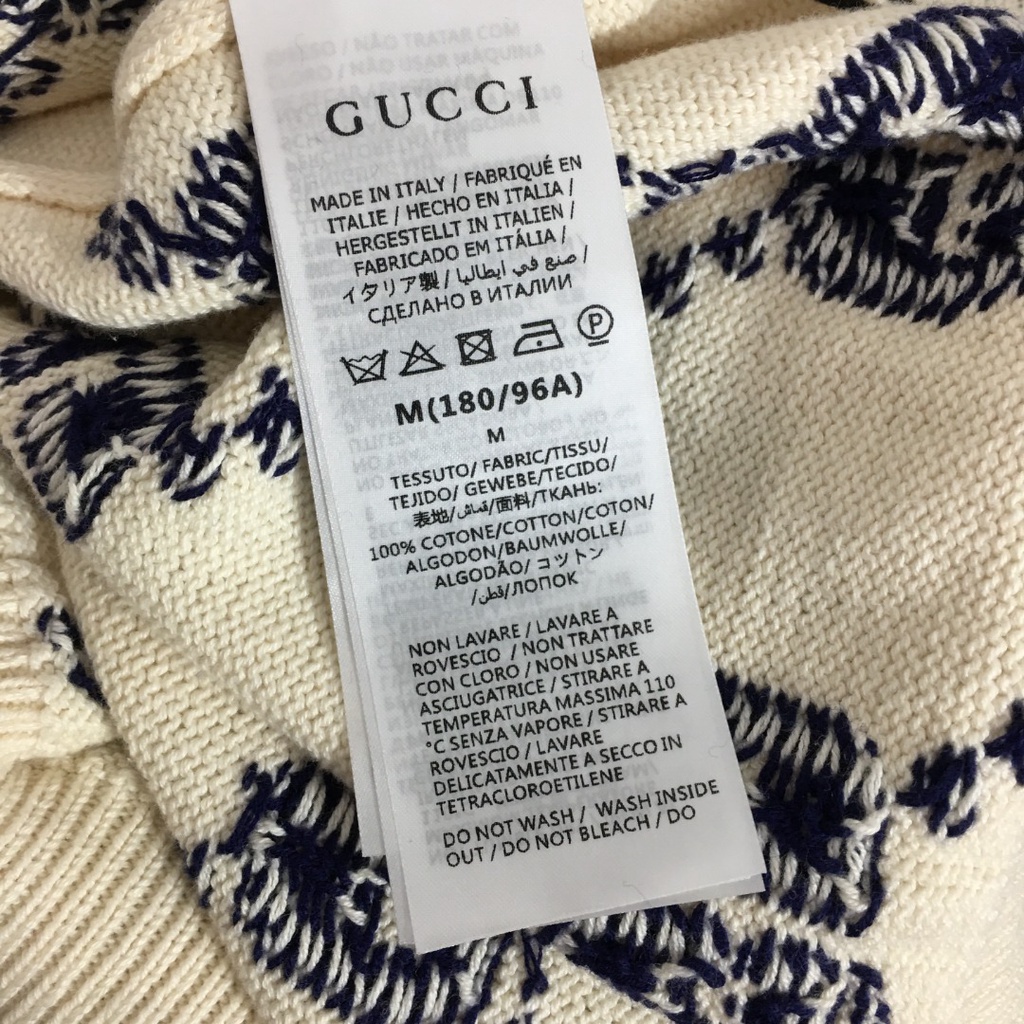 GUCCI
MADE IN ITALY / FABRIQUÉ EN
ITALIE / HECHO EN ITALIA /
HERGESTELLT IN ITALIEN /
FABRICADO EM ITÁLIA /
イタリア製 / صنع في ايطاليا /
СДЕЛАНО В ИТАЛИИ
P
M(180/96A)
M
TESSUTO/ FABRIC/TISSU/
TEJIDO/ GEWEBE/TECIDO/
表地/قماش/面料/ТКАНЬ:
100% COTONE/COTTON/COTON/
ALGODON/BAUMWOLLE/
ALGODÃO/ コットン
/قطن/ЛОПОК
NON LAVARE / LAVARE A
ROVESCIO / NON TRATTARE
CON CLORO / NON USARE
ASCIUGATRICE / STIRARE A
TEMPERATURA MASSIMA 110
°C SENZA VAPORE / STIRARE A
ROVESCIO / LAVARE
DELICATAMENTE A SECCO IN
TETRACLOROETILENE
DO NOT WASH / WASH INSIDE
OUT / DO NOT BLEACH / DO